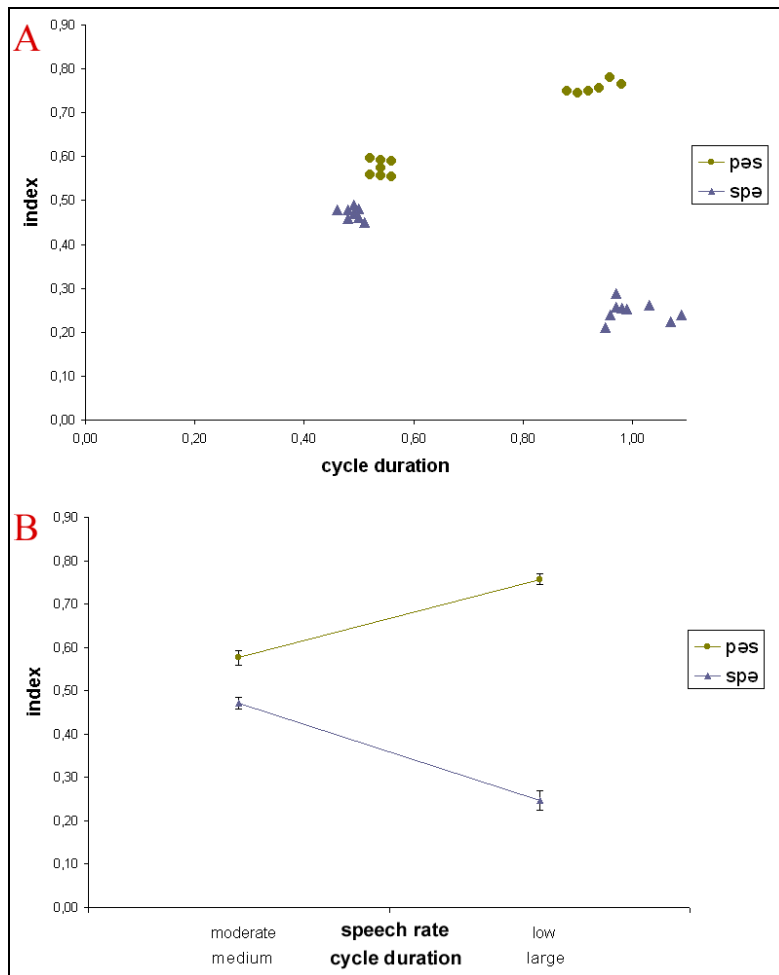 A
0,90
0,80
0,70
0,60
0,50
0,40
0,30
0,20
0,10
0,00
index
0,00 0,20 0,40 0,60 0,80 1,00
cycle duration
pəs
spə
B
0,90
0,80
0,70
0,60
0,50
0,40
0,30
0,20
0,10
0,00
index
pəs
spə
moderate speech rate low
medium cycle duration large